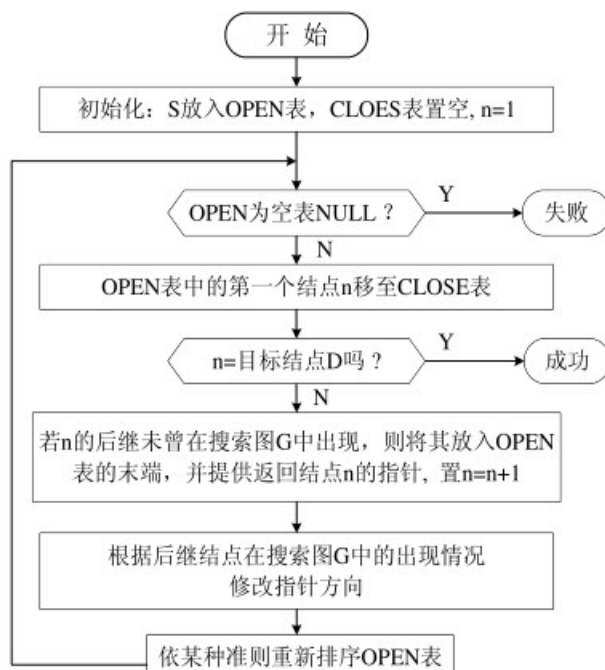 开 始
初始化：S放入OPEN表，CLOES表置空, n=1
OPEN为空表NULL？
Y
失败
N
OPEN表中的第一个结点n移至CLOSE表
n=目标结点D吗？
Y
成功
N
若n的后继未曾在搜索图G中出现，则将其放入OPEN
表的末端，并提供返回结点n的指针, 置n=n+1
根据后继结点在搜索图G中的出现情况
修改指针方向
依某种准则重新排序OPEN表